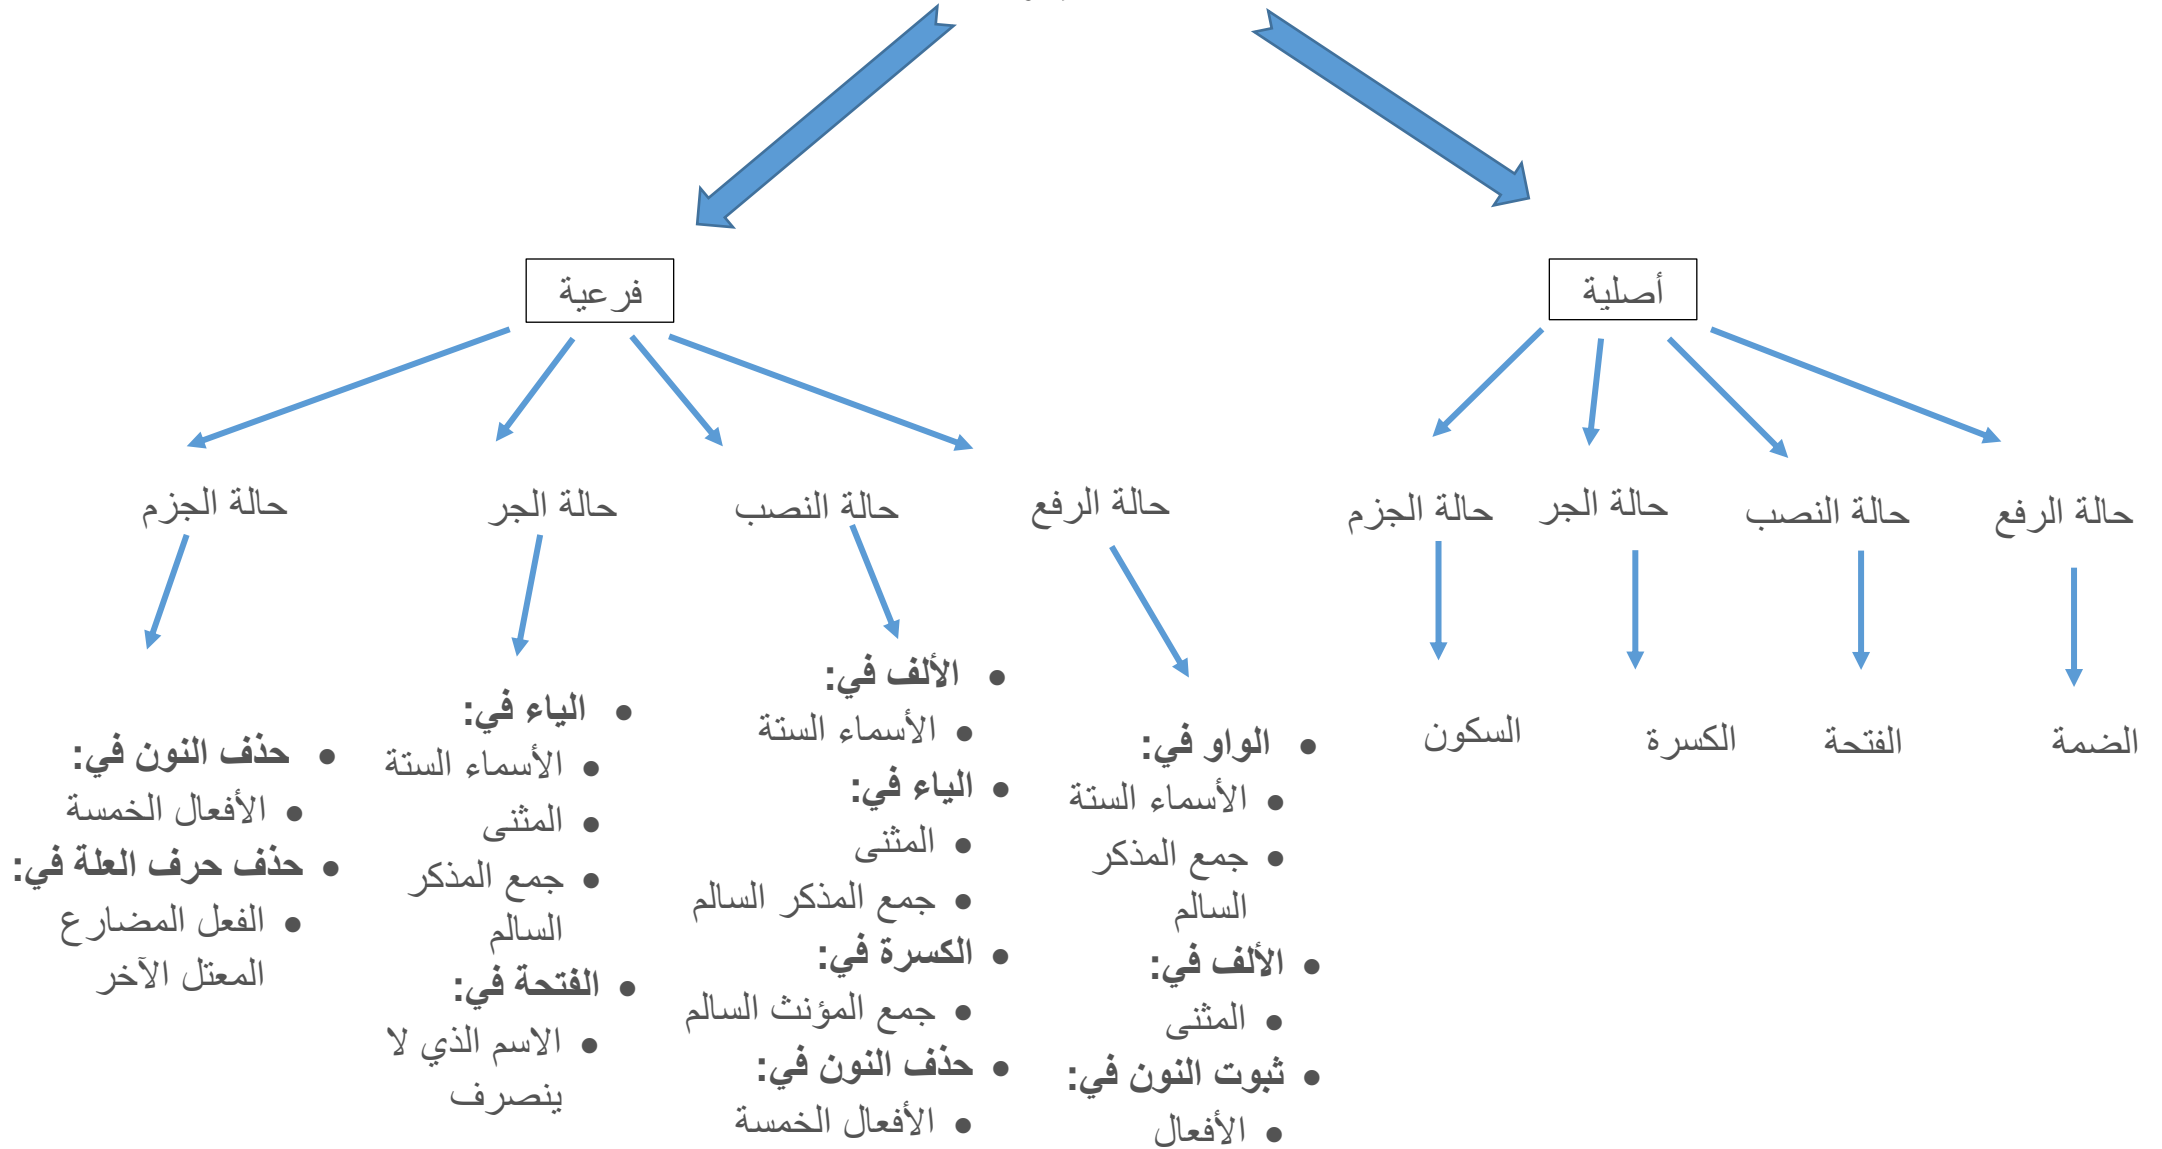 أصلية
فرعية
حالة الرفع
حالة النصب
حالة الجر
حالة الجزم
حالة الرفع
حالة النصب
حالة الجر
حالة الجزم
الضمة
الفتحة
الكسرة
السكون
• الواو في:
• الأسماء الستة
• جمع المذكر
السالم
• الألف في:
• المثنى
• ثبوت النون في:
• الأفعال
• الألف في:
• الأسماء الستة
• الياء في:
• المثنى
• جمع المذكر السالم
• الكسرة في:
• جمع المؤنث السالم
• حذف النون في:
• الأفعال الخمسة
• الياء في:
• الأسماء الستة
• المثنى
• جمع المذكر
السالم
• الفتحة في:
• الاسم الذي لا
ينصرف
• حذف النون في:
• الأفعال الخمسة
• حذف حرف العلة في:
• الفعل المضارع
المعتل الآخر